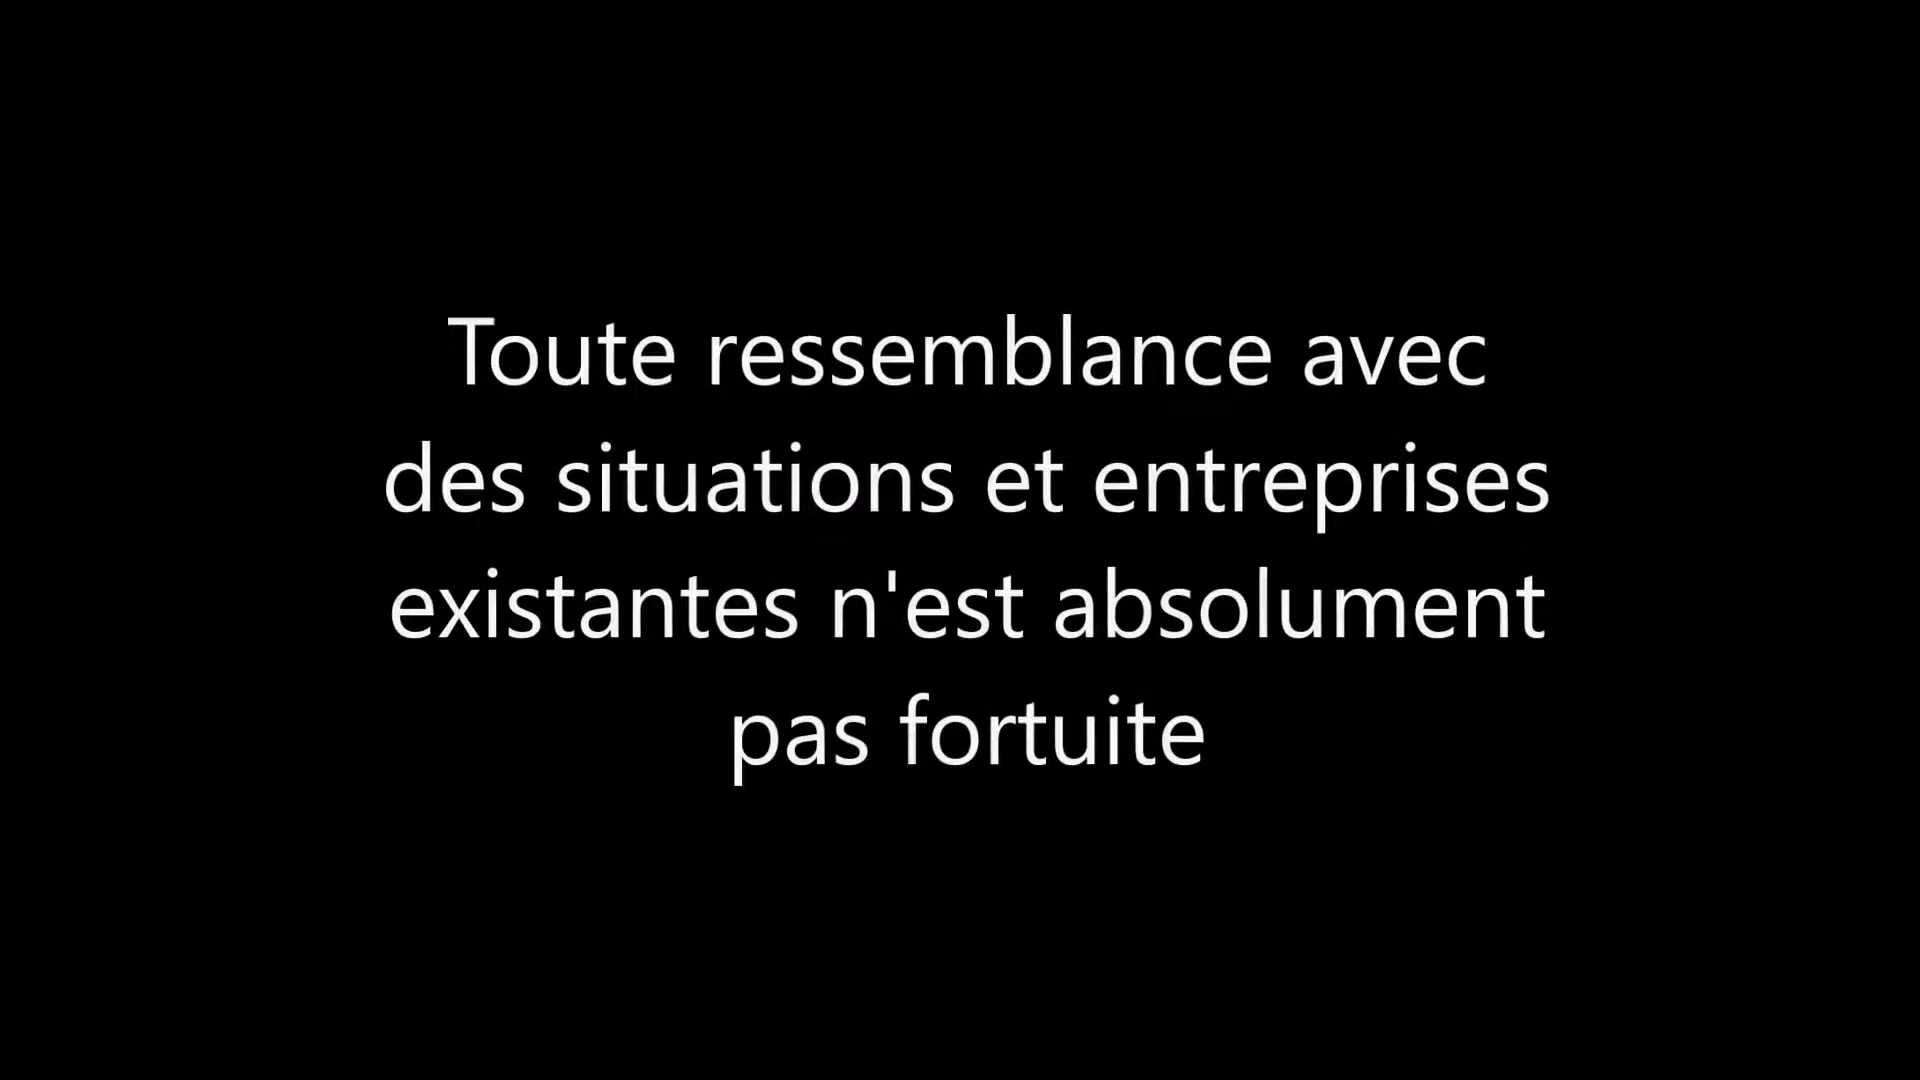 Toute ressemblance avec
des situations et entreprises
existantes n'est absolument
pas fortuite